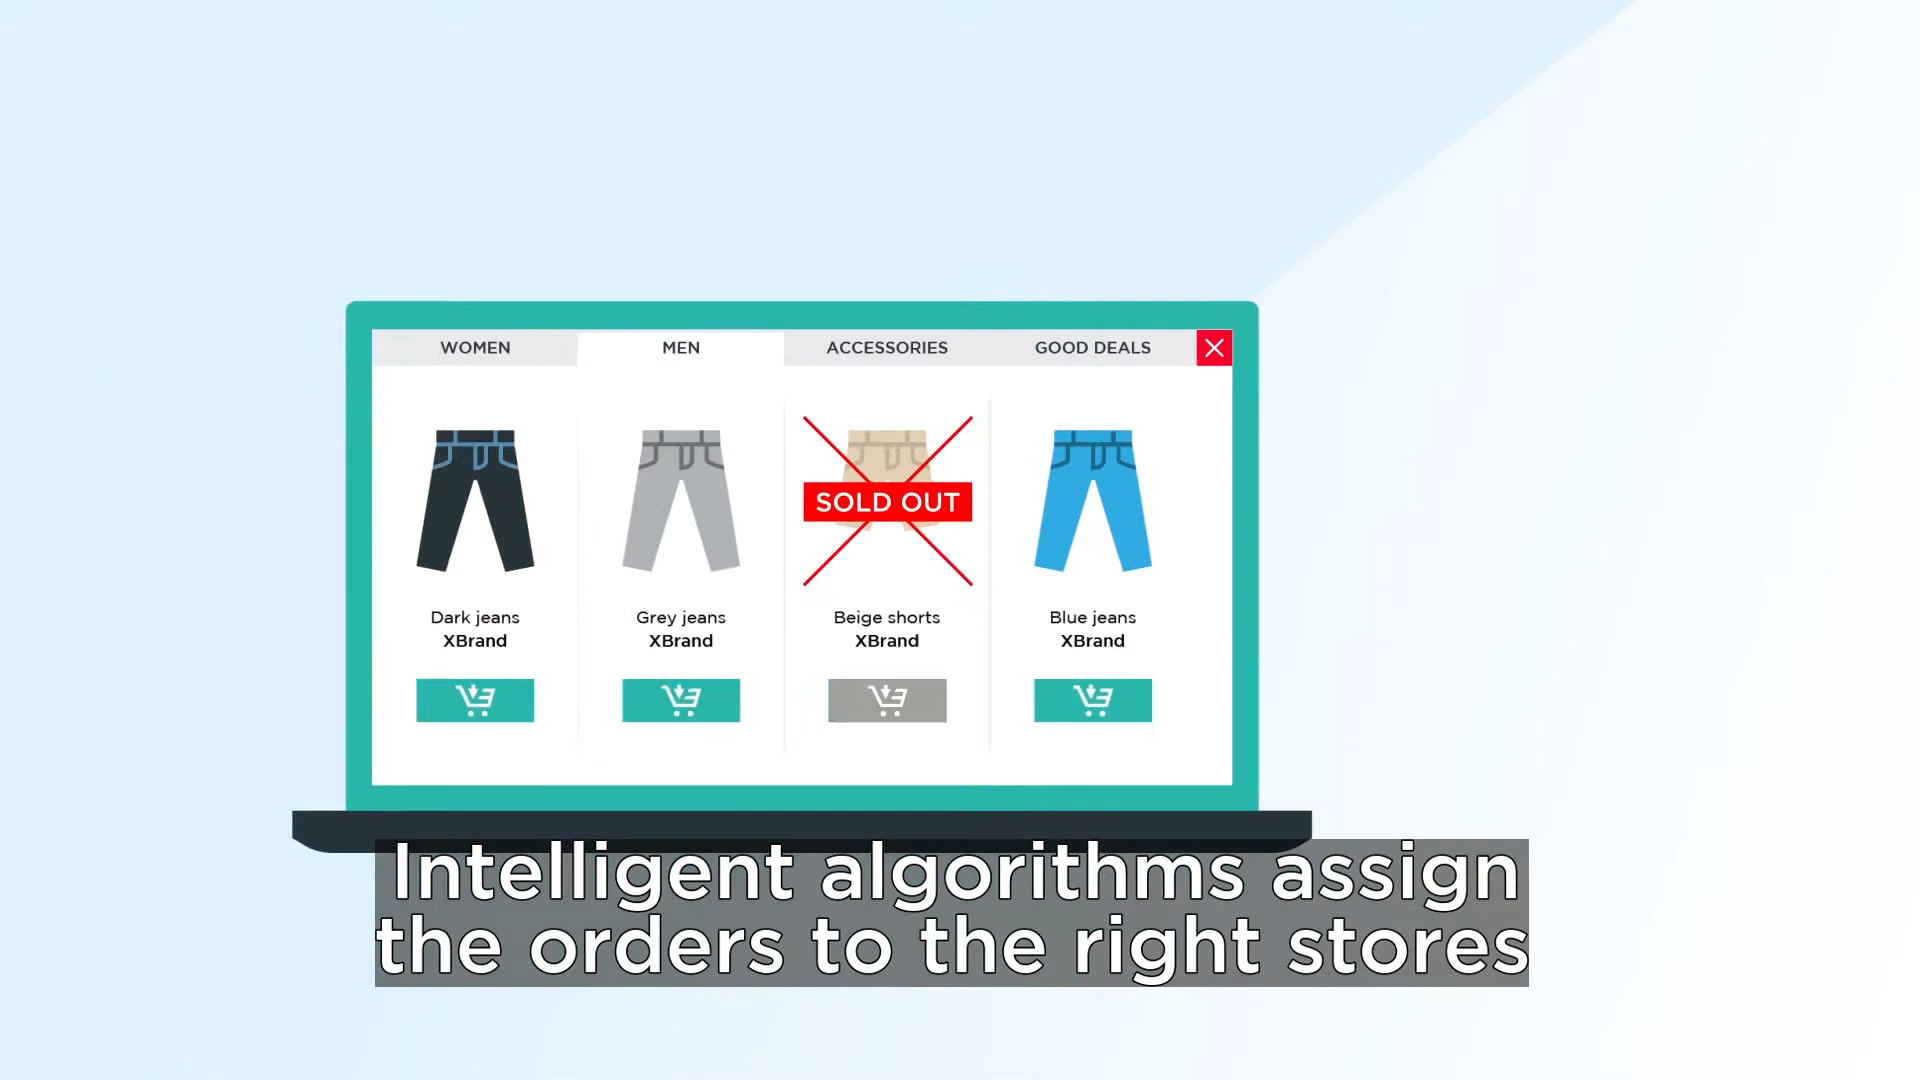 WOMEN
MEN
ACCESSORIES
GOOD DEALS
SOLD OUT
Dark jeans
XBrand
Grey jeans
XBrand
Beige shorts
XBrand
Blue jeans
XBrand
Intelligent algorithms assign
the orders to the right stores